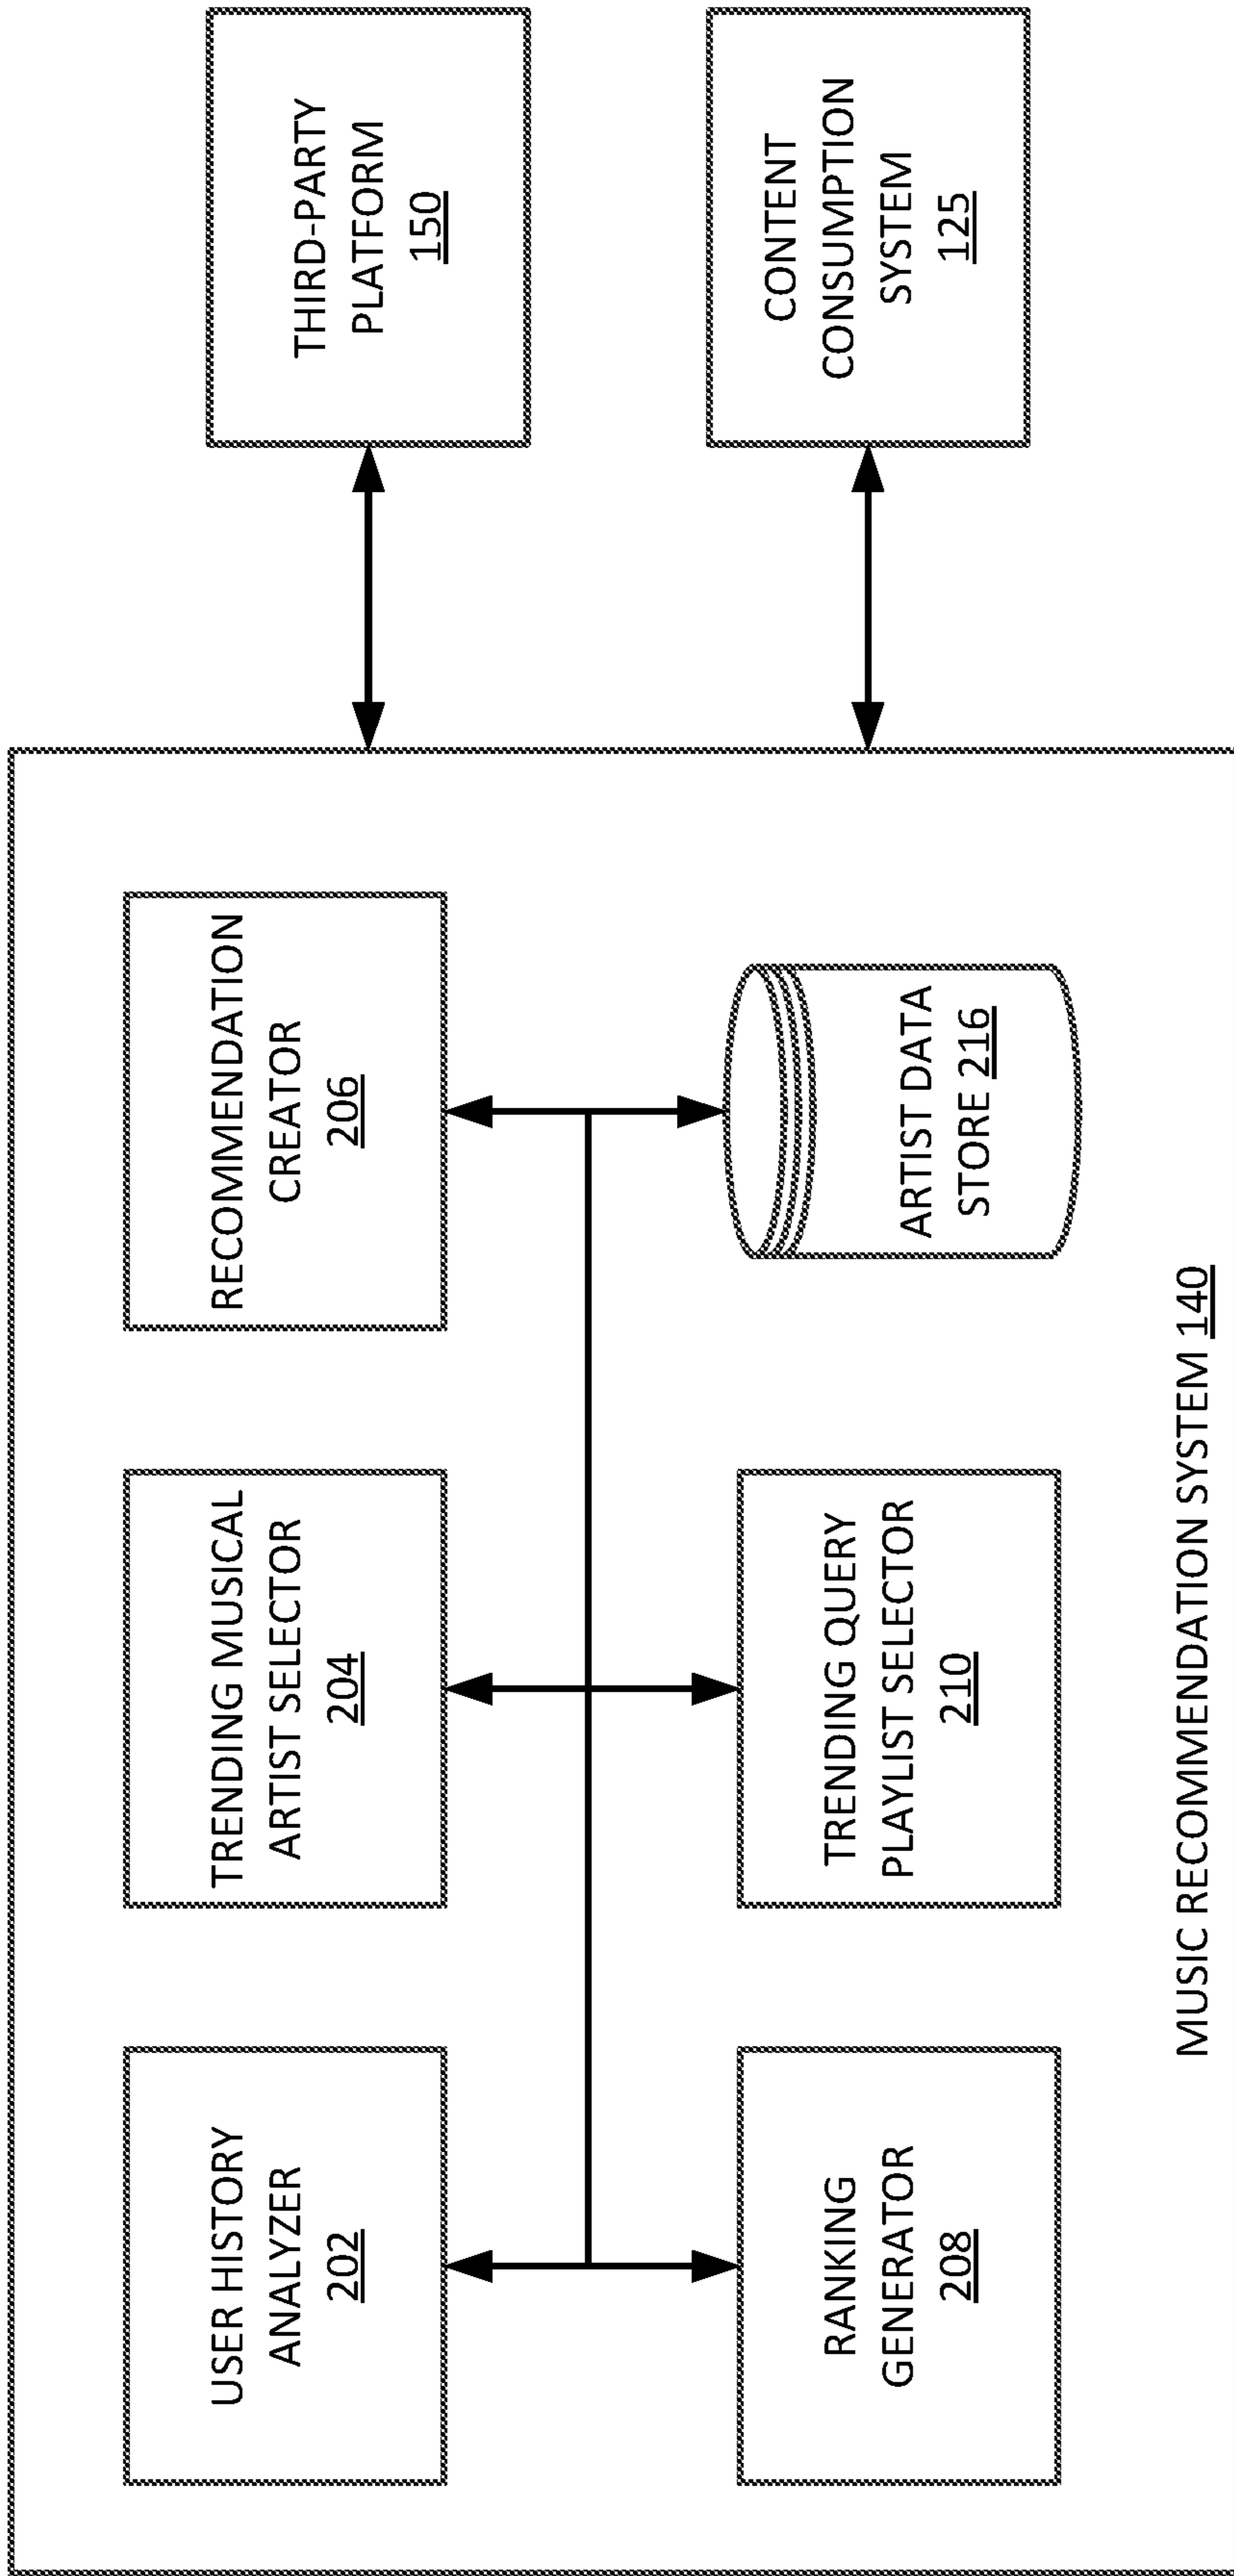 USER HISTORY
ANALYZER
202
TRENDING MUSICAL
ARTIST SELECTOR
204
RECOMMENDATION
CREATOR
206
THIRD-PARTY
PLATFORM
150
RANKING
GENERATOR
208
TRENDING QUERY
PLAYLIST SELECTOR
210
ARTIST DATA
STORE 216
CONTENT
CONSUMPTION
SYSTEM
125
MUSIC RECOMMENDATION SYSTEM 140